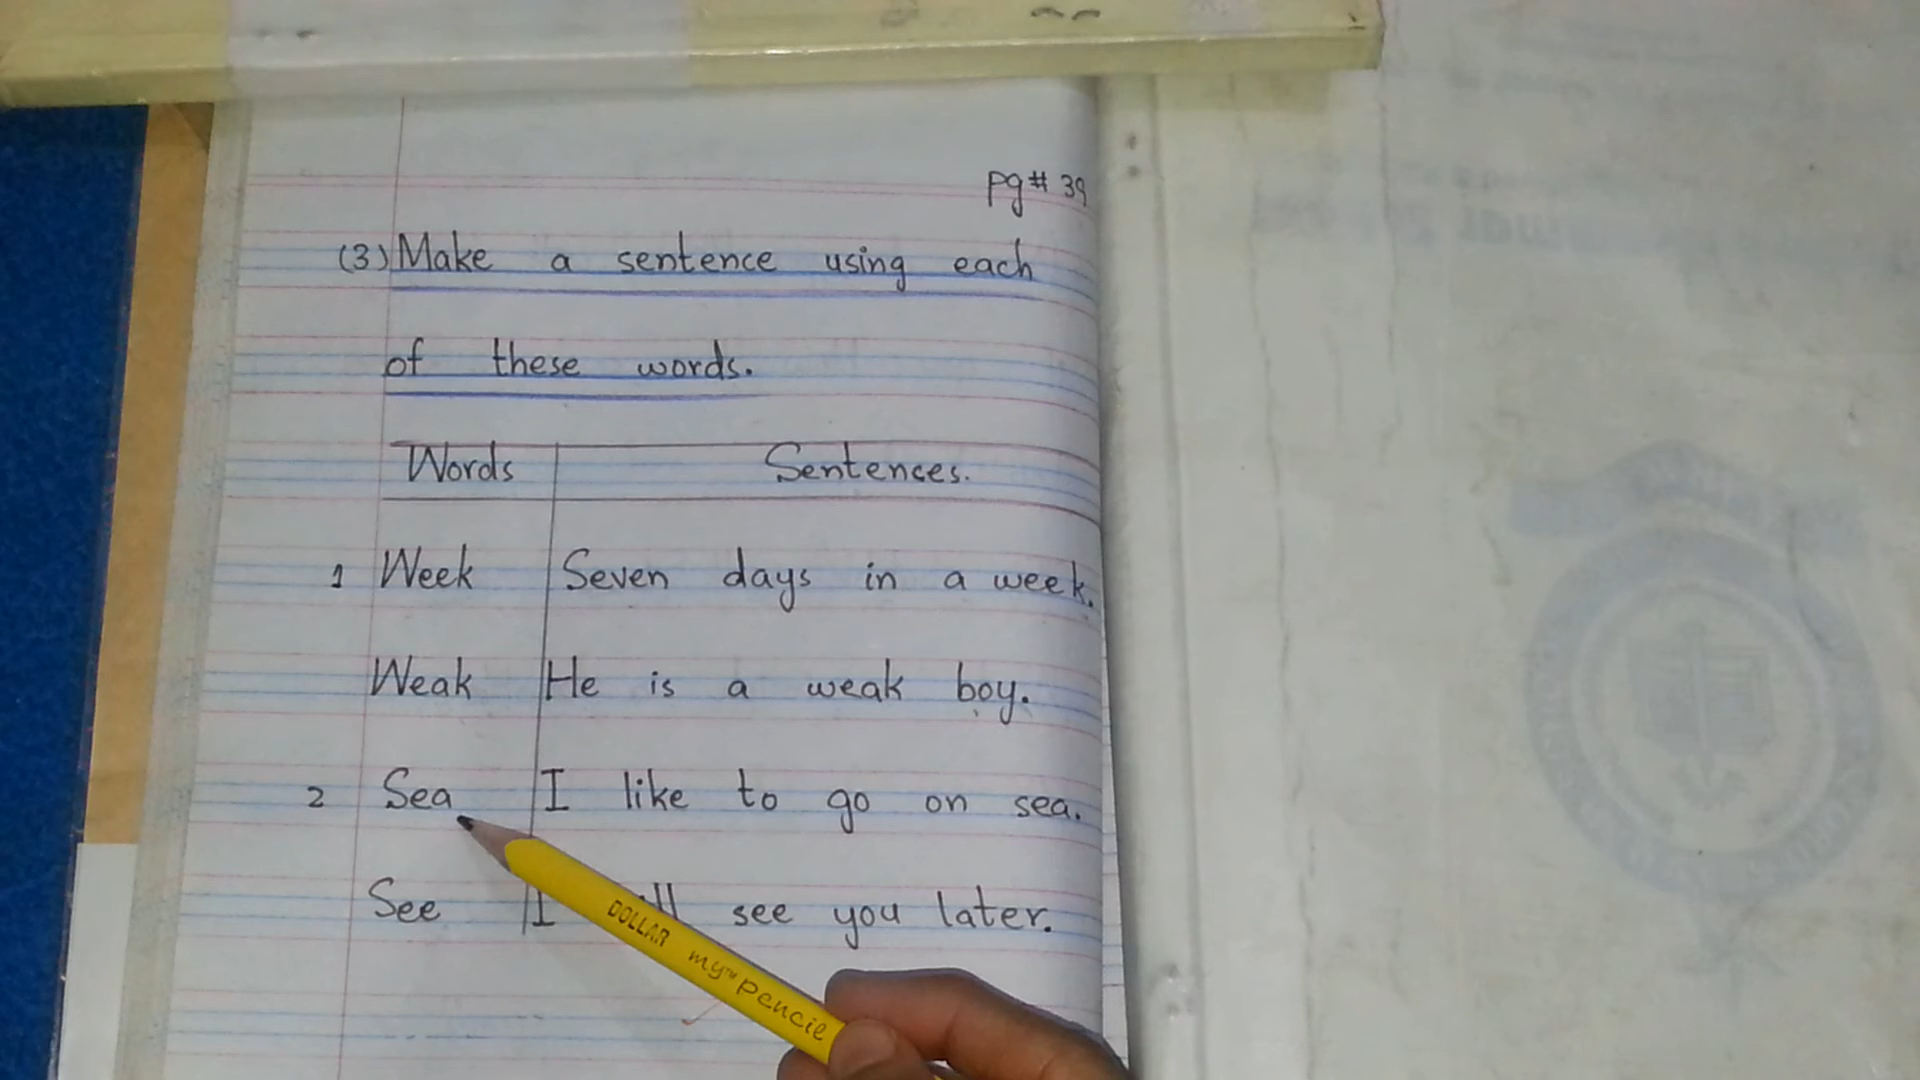 pg# 39
(3) Make a sentence using each
of these words.
Words Sentences.
1 Week Seven days in a week.
Weak He is a weak boy.
2 Sea I like to go on sea.
See I see you later.
DOLLAR my™ pencil